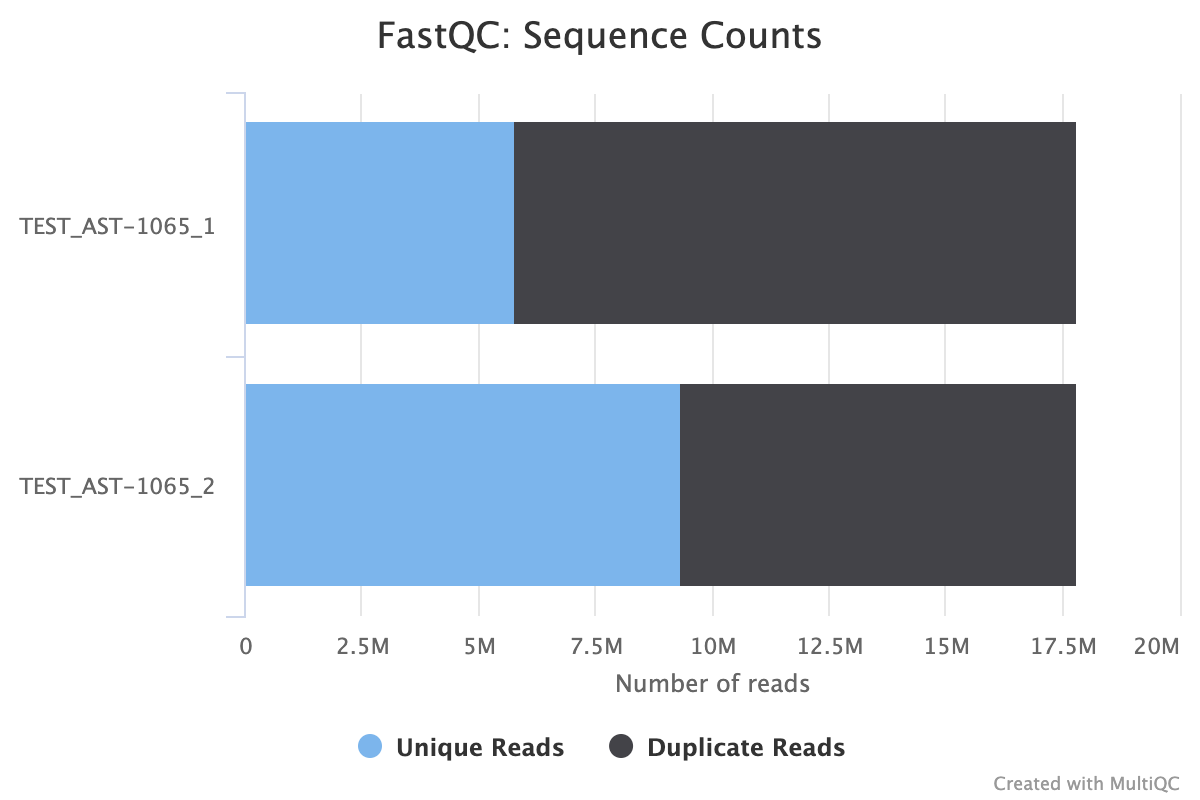 FastQC: Sequence Counts
TEST_AST-1065_1
TEST_AST-1065_2
0 2.5M 5M 7.5M 10M 12.5M 15M 17.5M 20M
Number of reads
Unique Reads Duplicate Reads
Created with MultiQC